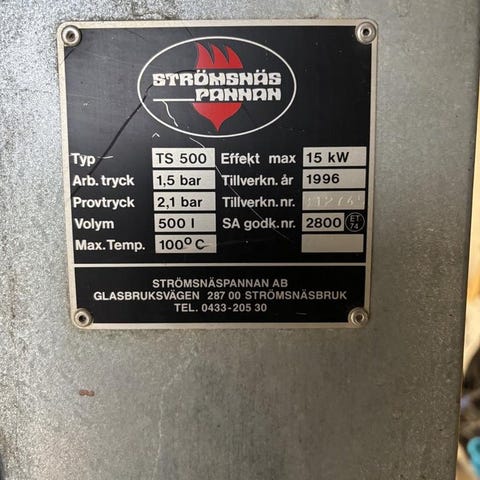 STRÖMSNÄS
PANNAN
Typ TS 500 Effekt max 15 kW
Arb. tryck 1,5 bar Tillverkn. år 1996
Provtryck 2,1 bar Tillverkn. nr.
Volym 500 l SA godk. nr. 2800 ET 74
Max. Temp. 100° C
STRÖMSNÄSPANNAN AB
GLASBRUKSVÄGEN 287 00 STRÖMSNÄSBRUK
TEL. 0433-205 30